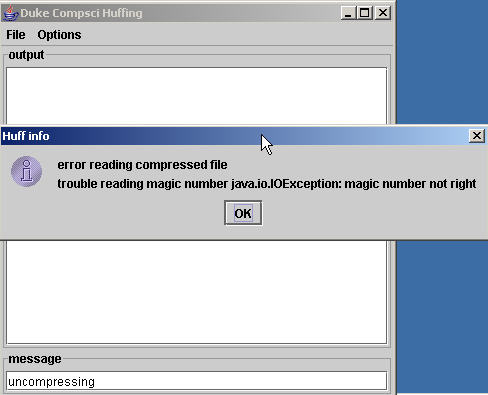 Duke Compsci Huffing
File Options
output
Huff info
error reading compressed file
trouble reading magic number java.io.IOException: magic number not right
OK
message
uncompressing